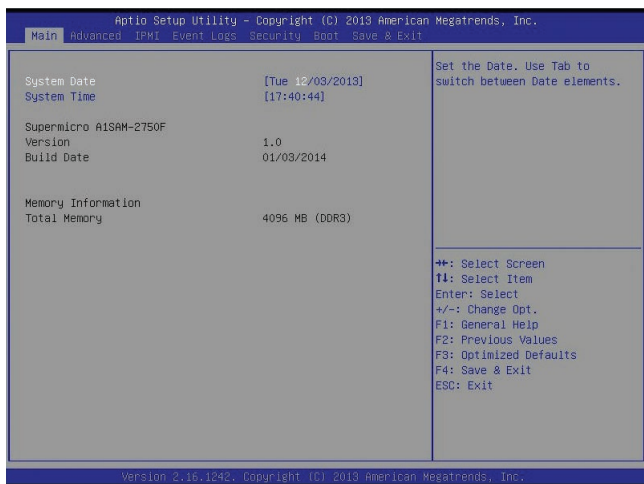 Aptio Setup Utility – Copyright (C) 2013 American Megatrends, Inc.
Main Advanced IPMI Event Logs Security Boot Save & Exit
System Date [Tue 12/03/2013]
System Time [17:40:44]
Supermicro A1SAM-2750F
Version 1.0
Build Date 01/03/2014
Memory Information
Total Memory 4096 MB (DDR3)
Set the Date. Use Tab to
switch between Date elements.
→←: Select Screen
↑↓: Select Item
Enter: Select
+/-: Change Opt.
F1: General Help
F2: Previous Values
F3: Optimized Defaults
F4: Save & Exit
ESC: Exit
Version 2.16.1242. Copyright (C) 2013 American Megatrends, Inc.